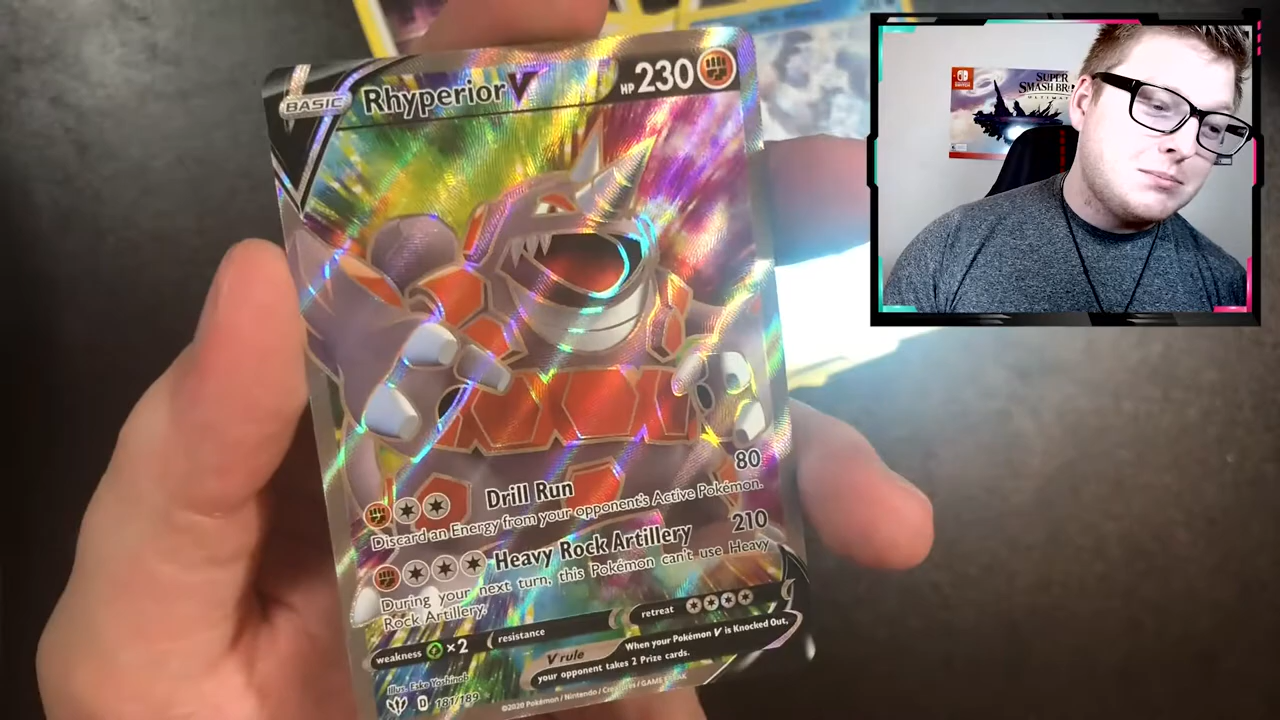 BASIC
Rhyperior V
HP 230
Drill Run 80
Discard an Energy from your opponent's Active Pokémon.
Heavy Rock Artillery 210
During your next turn, this Pokémon can't use Heavy
Rock Artillery.
weakness ×2
resistance
retreat
V rule
When your Pokémon V is Knocked Out,
your opponent takes 2 Prize cards.
Illus. Eske Yoshinob
D 181/189
©2020 Pokémon / Nintendo / Creatures / GAME FREAK
SUPER
SMASH BRO
ULTIMAT